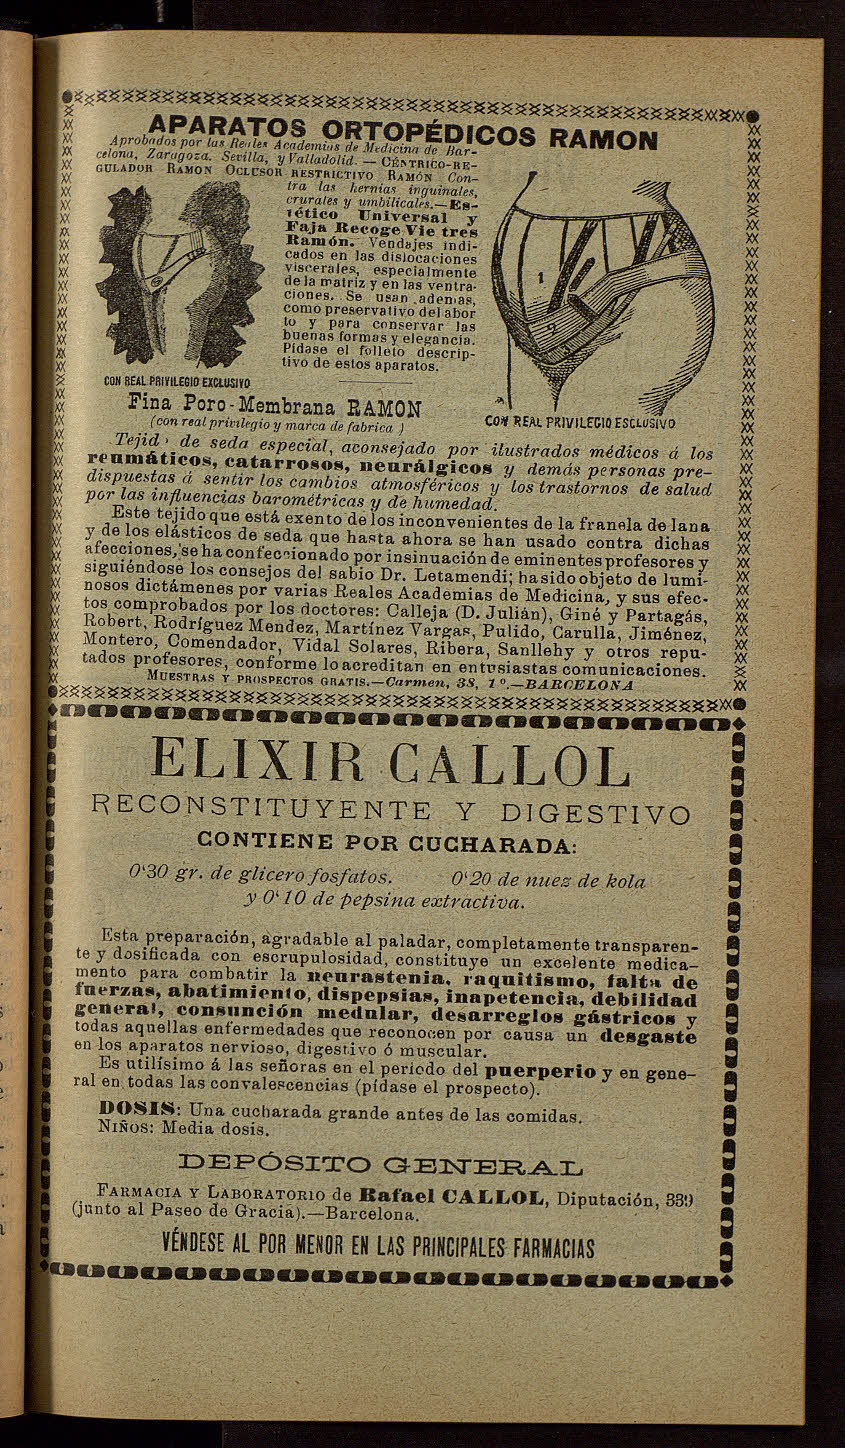 APARATOS ORTOPÉDICOS RAMON
Aprobados por las Reales Academias de Medicina de Bar-
celona, Zaragoza. Sevilla, y Valladolid. — CÉNTRICO-RE-
GULADOR RAMON OCLUSOR RESTRICTIVO RAMÓN Con-
tra las hernias inguinales,
crurales y umbilicales.—Es-
tético Universal y
Faja Recoge Vie tres
Ramón. Vendajes indi-
cados en las dislocaciones
viscerales, especialmente
de la matriz y en las ventra-
ciones. Se usan ademas,
como preservativo del abor
to y para conservar las
buenas formas y elegancia.
Pídase el folleto descrip-
tivo de estos aparatos.
CON REAL PRIVILEGIO EXCLUSIVO
1
2
CON REAL PRIVILEGIO ESCLUSIVO
Fina Poro-Membrana RAMON
(con real privilegio y marca de fabrica )
Tejid de seda especial, aconsejado por ilustrados médicos á los
reumáticos, catarrosos, neurálgicos y demás personas pre-
dispuestas á sentir los cambios atmosféricos y los trastornos de salud
por las influencias barométricas y de humedad.
Este tejido que está exento de los inconvenientes de la franela de lana
y de los elásticos de seda que hasta ahora se han usado contra dichas
afecciones, se ha confeccionado por insinuación de eminentes profesores y
siguiéndose los consejos del sabio Dr. Letamendi; ha sido objeto de lumi-
nosos dictámenes por varias Reales Academias de Medicina, y sus efec-
tos comprobados por los doctores: Calleja (D. Julián), Giné y Partagás,
Robert, Rodríguez Mendez, Martínez Vargas, Pulido, Carulla, Jiménez,
Montero, Comendador, Vidal Solares, Ribera, Sanllehy y otros repu-
tados profesores, conforme lo acreditan en entusiastas comunicaciones.
MUESTRAS Y PROSPECTOS GRATIS.—Carmen, 38, 1º.—BARCELONA
ELIXIR CALLOL
RECONSTITUYENTE Y DIGESTIVO
CONTIENE POR CUCHARADA:
0‘30 gr. de glicero fosfatos. 0‘20 de nuez de kola
y 0‘10 de pepsina extractiva.
Esta preparación, agradable al paladar, completamente transparen-
te y dosificada con escrupulosidad, constituye un excelente medica-
mento para combatir la neurastenia, raquitismo, falta de
fuerzas, abatimiento, dispepsias, inapetencia, debilidad
general, consunción medular, desarreglos gástricos y
todas aquellas enfermedades que reconocen por causa un desgaste
en los aparatos nervioso, digestivo ó muscular.
Es utilísimo á las señoras en el periodo del puerperio y en gene-
ral en todas las convalescencias (pídase el prospecto).
DOSIS: Una cucharada grande antes de las comidas.
NIÑOS: Media dosis.
DEPÓSITO GENERAL
FARMACIA Y LABORATORIO de Rafael CALLOL, Diputación, 339
(junto al Paseo de Gracia).—Barcelona.
VÉNDESE AL POR MENOR EN LAS PRINCIPALES FARMACIAS